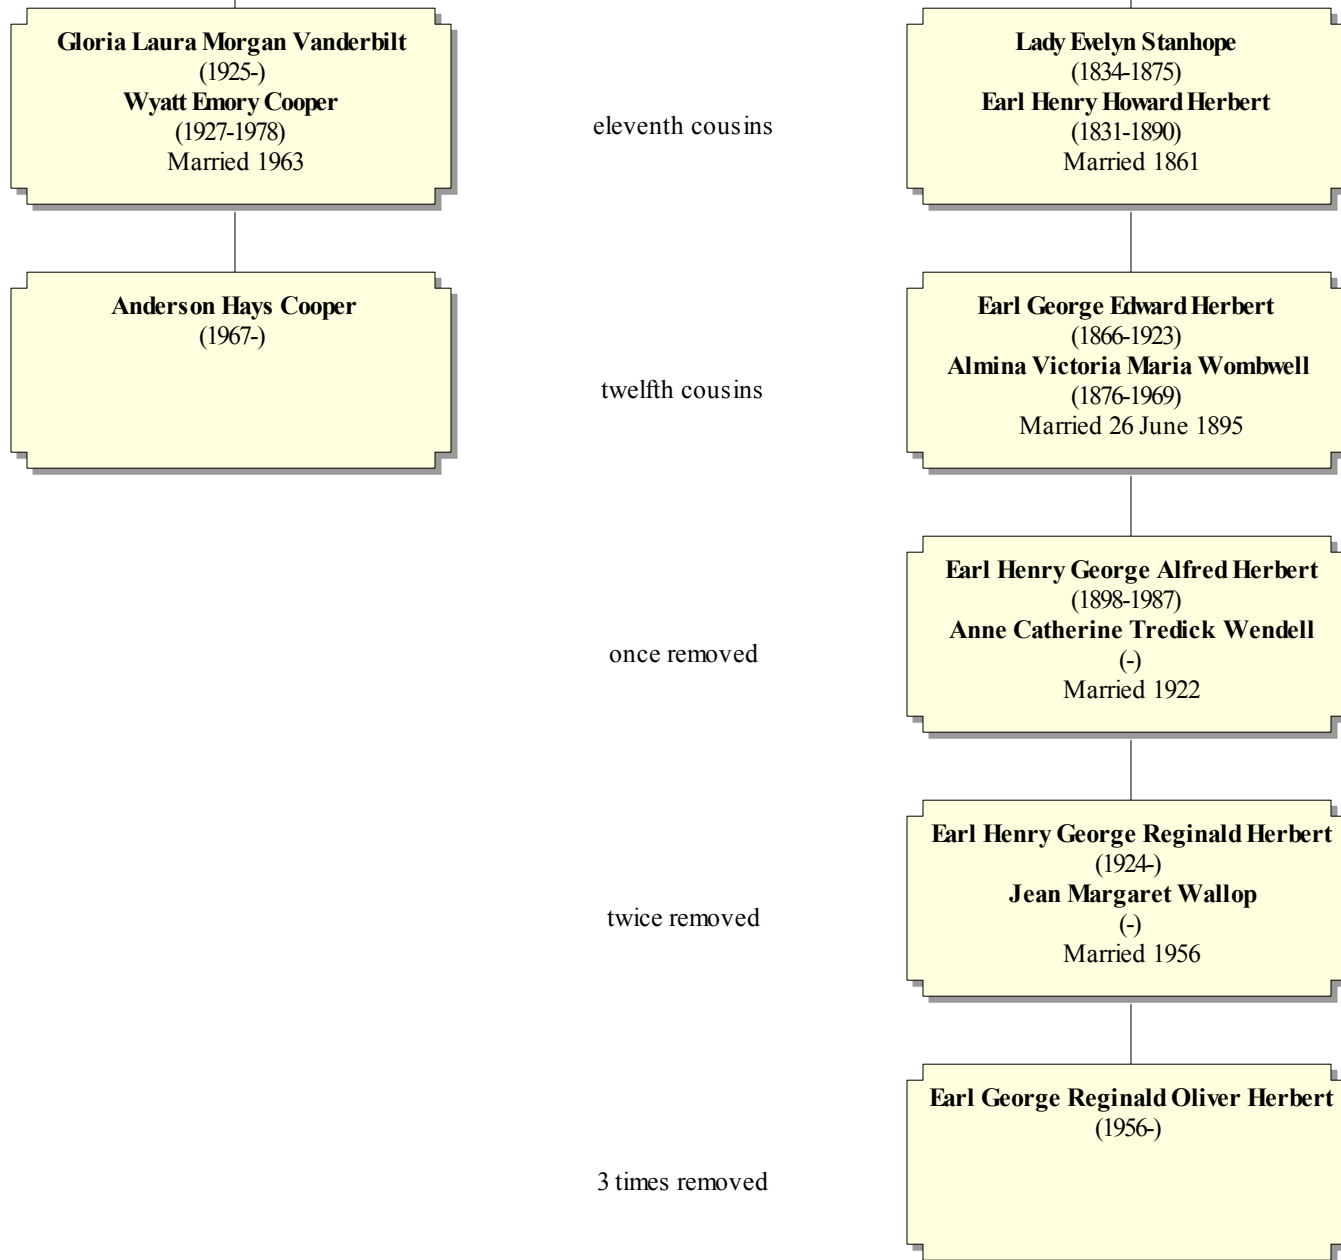 Gloria Laura Morgan Vanderbilt
(1925-)
Wyatt Emory Cooper
(1927-1978)
Married 1963
eleventh cousins
Lady Evelyn Stanhope
(1834-1875)
Earl Henry Howard Herbert
(1831-1890)
Married 1861
Anderson Hays Cooper
(1967-)
twelfth cousins
Earl George Edward Herbert
(1866-1923)
Almina Victoria Maria Wombwell
(1876-1969)
Married 26 June 1895
once removed
Earl Henry George Alfred Herbert
(1898-1987)
Anne Catherine Tredick Wendell
(-)
Married 1922
twice removed
Earl Henry George Reginald Herbert
(1924-)
Jean Margaret Wallop
(-)
Married 1956
3 times removed
Earl George Reginald Oliver Herbert
(1956-)